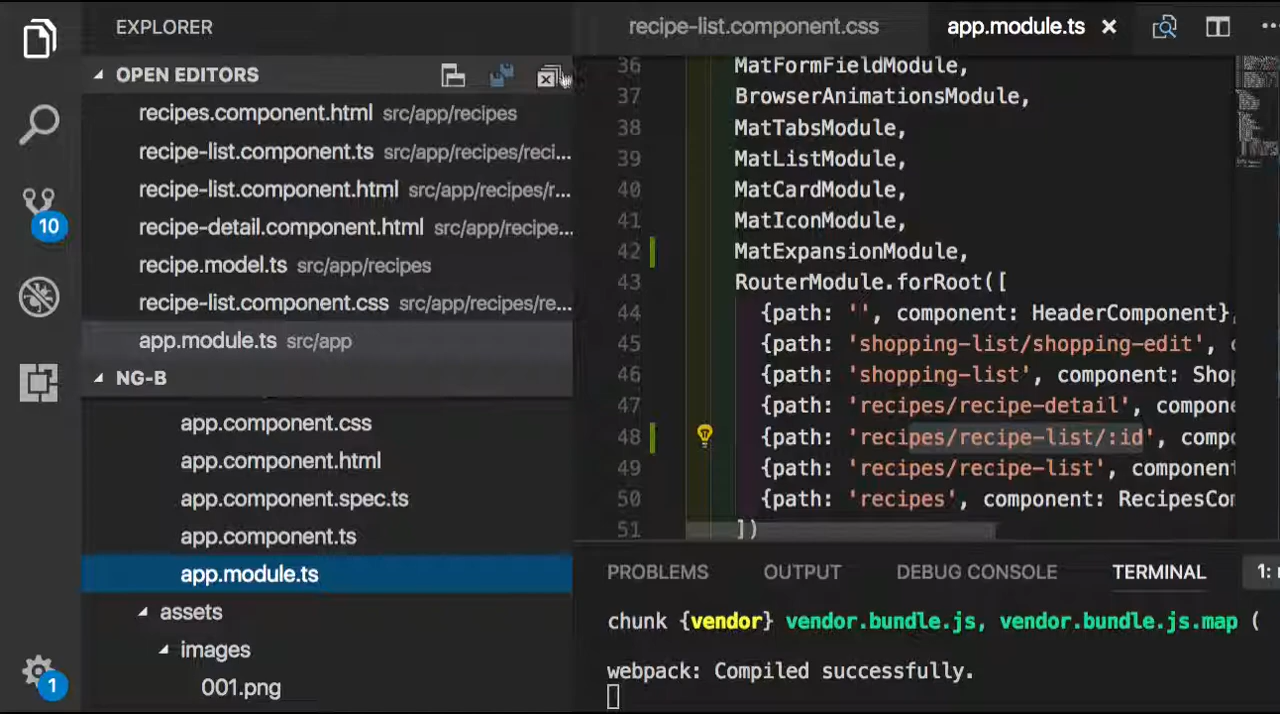 EXPLORER
OPEN EDITORS
recipes.component.html src/app/recipes
recipe-list.component.ts src/app/recipes/reci...
recipe-list.component.html src/app/recipes/r...
recipe-detail.component.html src/app/recipe...
recipe.model.ts src/app/recipes
recipe-list.component.css src/app/recipes/re...
app.module.ts src/app
NG-B
app.component.css
app.component.html
app.component.spec.ts
app.component.ts
app.module.ts
assets
images
001.png
10
1
recipe-list.component.css app.module.ts
36 MatFormFieldModule,
37 BrowserAnimationsModule,
38 MatTabsModule,
39 MatListModule,
40 MatCardModule,
41 MatIconModule,
42 MatExpansionModule,
43 RouterModule.forRoot([
44 {path: '', component: HeaderComponent},
45 {path: 'shopping-list/shopping-edit', c
46 {path: 'shopping-list', component: Shop
47 {path: 'recipes/recipe-detail', compone
48 {path: 'recipes/recipe-list/:id', compo
49 {path: 'recipes/recipe-list', component
50 {path: 'recipes', component: RecipesCom
51 ])
PROBLEMS OUTPUT DEBUG CONSOLE TERMINAL 1:
chunk {vendor} vendor.bundle.js, vendor.bundle.js.map (
webpack: Compiled successfully.